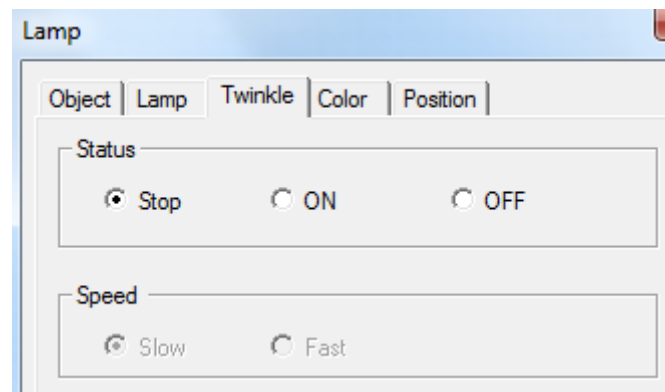 Lamp
Object Lamp Twinkle Color Position
Status
Stop ON OFF
Speed
Slow Fast